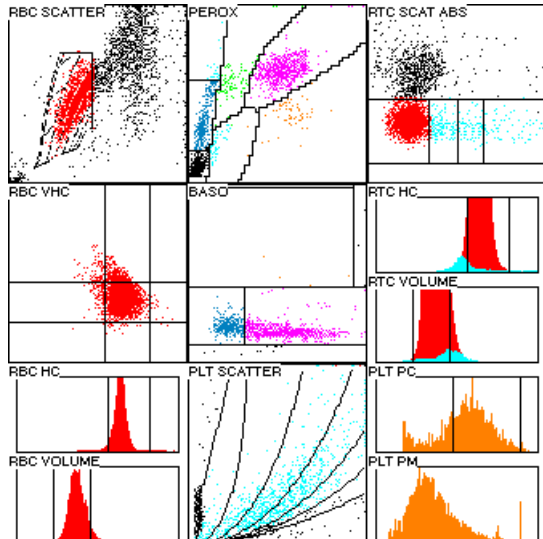 RBC SCATTER
PEROX
RTC SCAT ABS
RBC VHC
BASO
RTC HC
RTC VOLUME
RBC HC
PLT SCATTER
PLT PC
RBC VOLUME
PLT PM